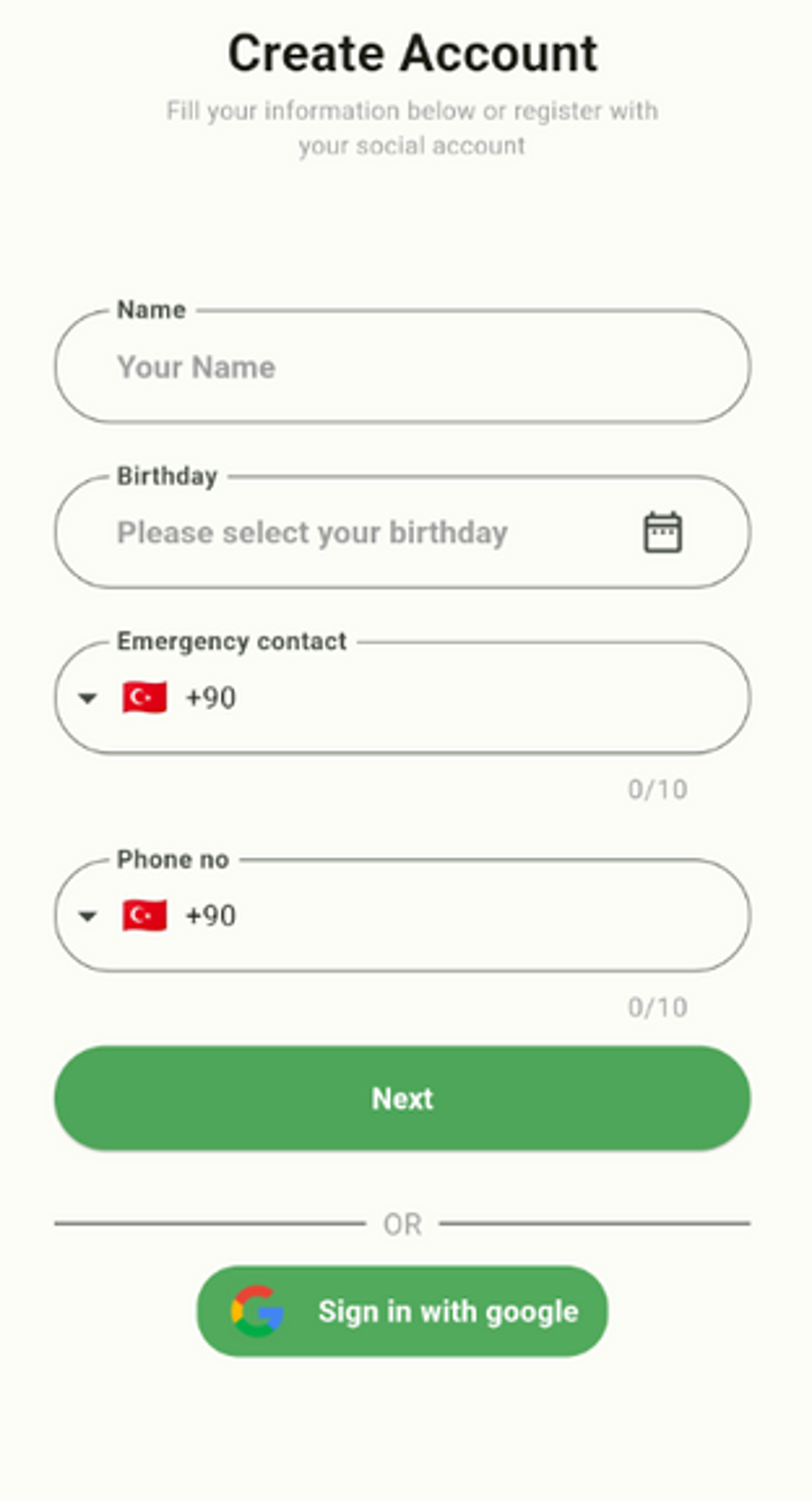 Create Account
Fill your information below or register with
your social account
Name
Your Name
Birthday
Please select your birthday
Emergency contact
+90
0/10
Phone no
+90
0/10
Next
OR
Sign in with google